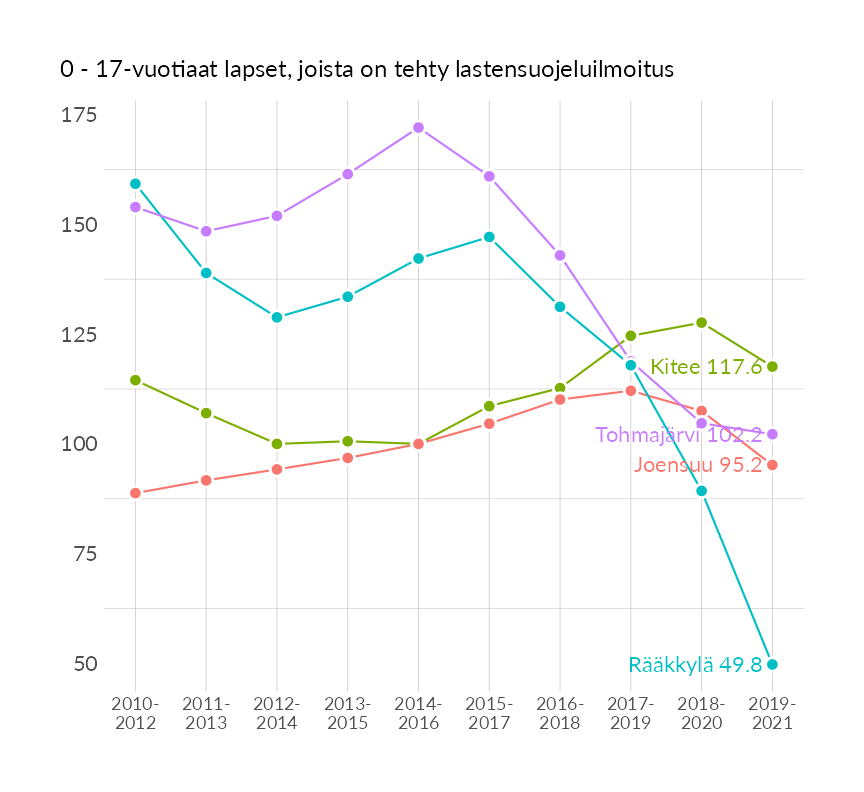 0 - 17-vuotiaat lapset, joista on tehty lastensuojeluilmoitus
175
150
125
100
75
50
Kitee 117.6
Tohmajärvi 102.2
Joensuu 95.2
Rääkkylä 49.8
2010- 2011- 2012- 2013- 2014- 2015- 2016- 2017- 2018- 2019-
2012 2013 2014 2015 2016 2017 2018 2019 2020 2021